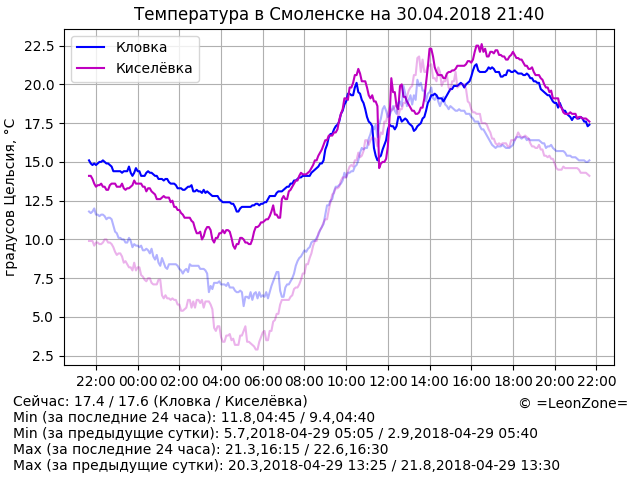 Температура в Смоленске на 30.04.2018 21:40
Кловка
Киселёвка
градусов Цельсия, °C
22.5
20.0
17.5
15.0
12.5
10.0
7.5
5.0
2.5
22:00 00:00 02:00 04:00 06:00 08:00 10:00 12:00 14:00 16:00 18:00 20:00 22:00
Сейчас: 17.4 / 17.6 (Кловка / Киселёвка)
© =LeonZone=
Min (за последние 24 часа): 11.8,04:45 / 9.4,04:40
Min (за предыдущие сутки): 5.7,2018-04-29 05:05 / 2.9,2018-04-29 05:40
Max (за последние 24 часа): 21.3,16:15 / 22.6,16:30
Max (за предыдущие сутки): 20.3,2018-04-29 13:25 / 21.8,2018-04-29 13:30